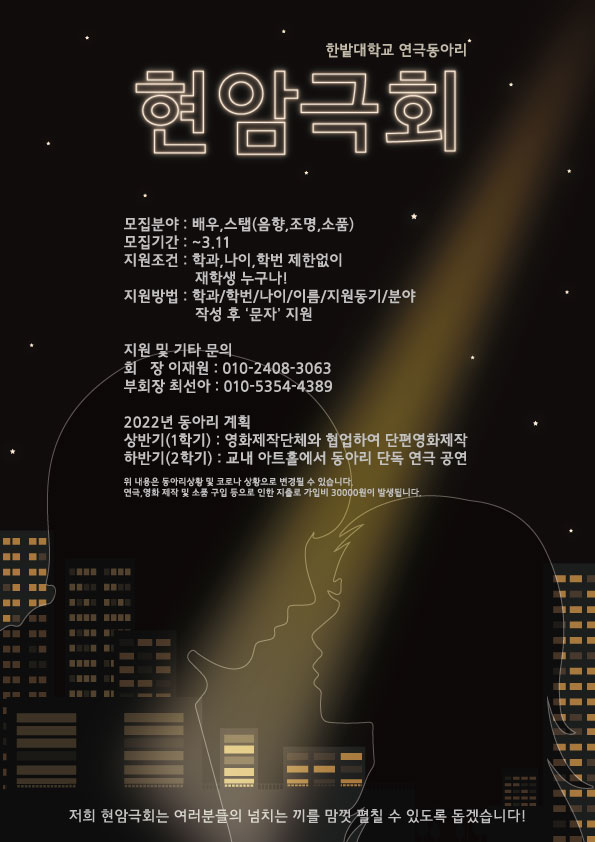 한밭대학교 연극동아리
현암극회
모집분야 : 배우,스탭(음향,조명,소품)
모집기간 : ~3.11
지원조건 : 학과,나이,학번 제한없이
재학생 누구나!
지원방법 : 학과/학번/나이/이름/지원동기/분야
작성 후 ‘문자’ 지원
지원 및 기타 문의
회 장 이재원 : 010-2408-3063
부회장 최선아 : 010-5354-4389
2022년 동아리 계획
상반기(1학기) : 영화제작단체와 협업하여 단편영화제작
하반기(2학기) : 교내 아트홀에서 동아리 단독 연극 공연
위 내용은 동아리상황 및 코로나 상황으로 변경될 수 있습니다.
연극,영화 제작 및 소품 구입 등으로 인한 지출로 가입비 30000원이 발생됩니다.
저희 현암극회는 여러분들의 넘치는 끼를 맘껏 펼칠 수 있도록 돕겠습니다!